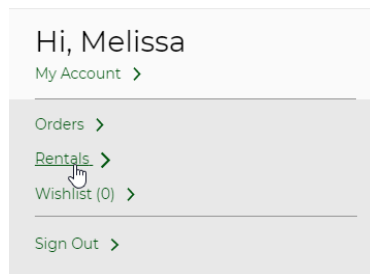 Hi, Melissa
My Account
Orders
Rentals
Wishlist (0)
Sign Out